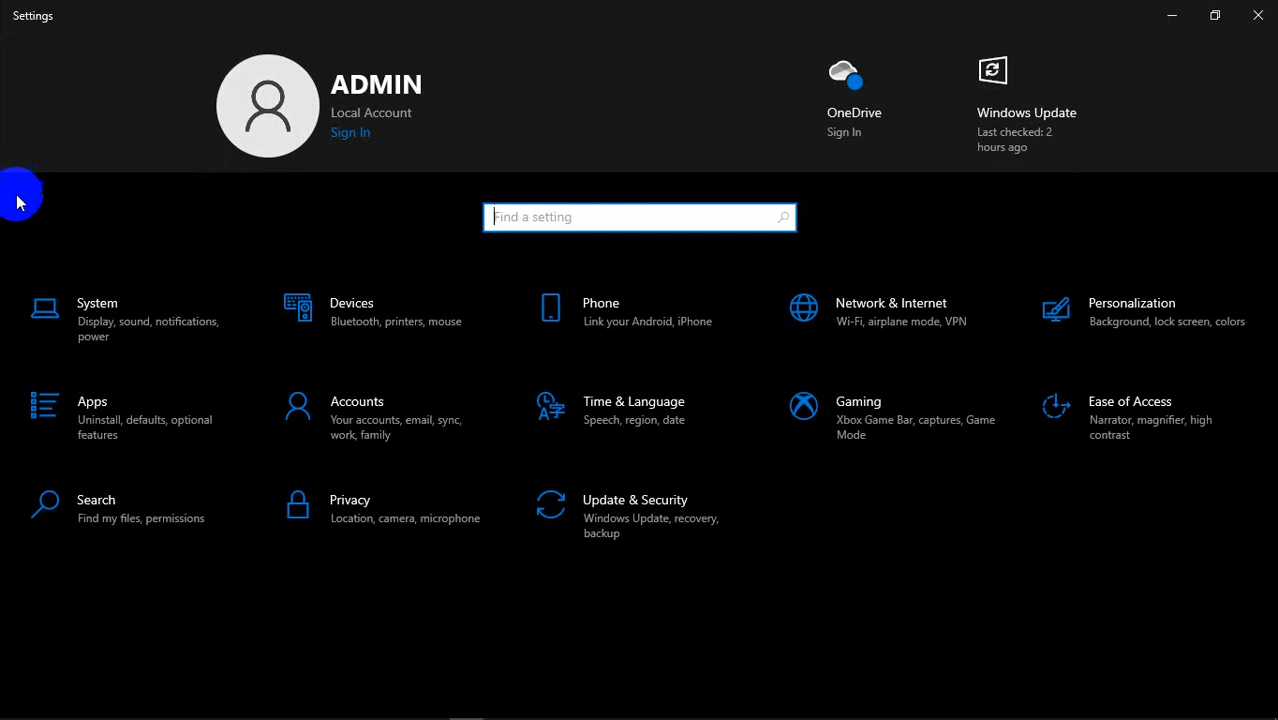 Settings
ADMIN
Local Account
Sign In
OneDrive
Sign In
Windows Update
Last checked: 2
hours ago
Find a setting
System
Display, sound, notifications,
power
Devices
Bluetooth, printers, mouse
Phone
Link your Android, iPhone
Network & Internet
Wi-Fi, airplane mode, VPN
Personalization
Background, lock screen, colors
Apps
Uninstall, defaults, optional
features
Accounts
Your accounts, email, sync,
work, family
Time & Language
Speech, region, date
Gaming
Xbox Game Bar, captures, Game
Mode
Ease of Access
Narrator, magnifier, high
contrast
Search
Find my files, permissions
Privacy
Location, camera, microphone
Update & Security
Windows Update, recovery,
backup